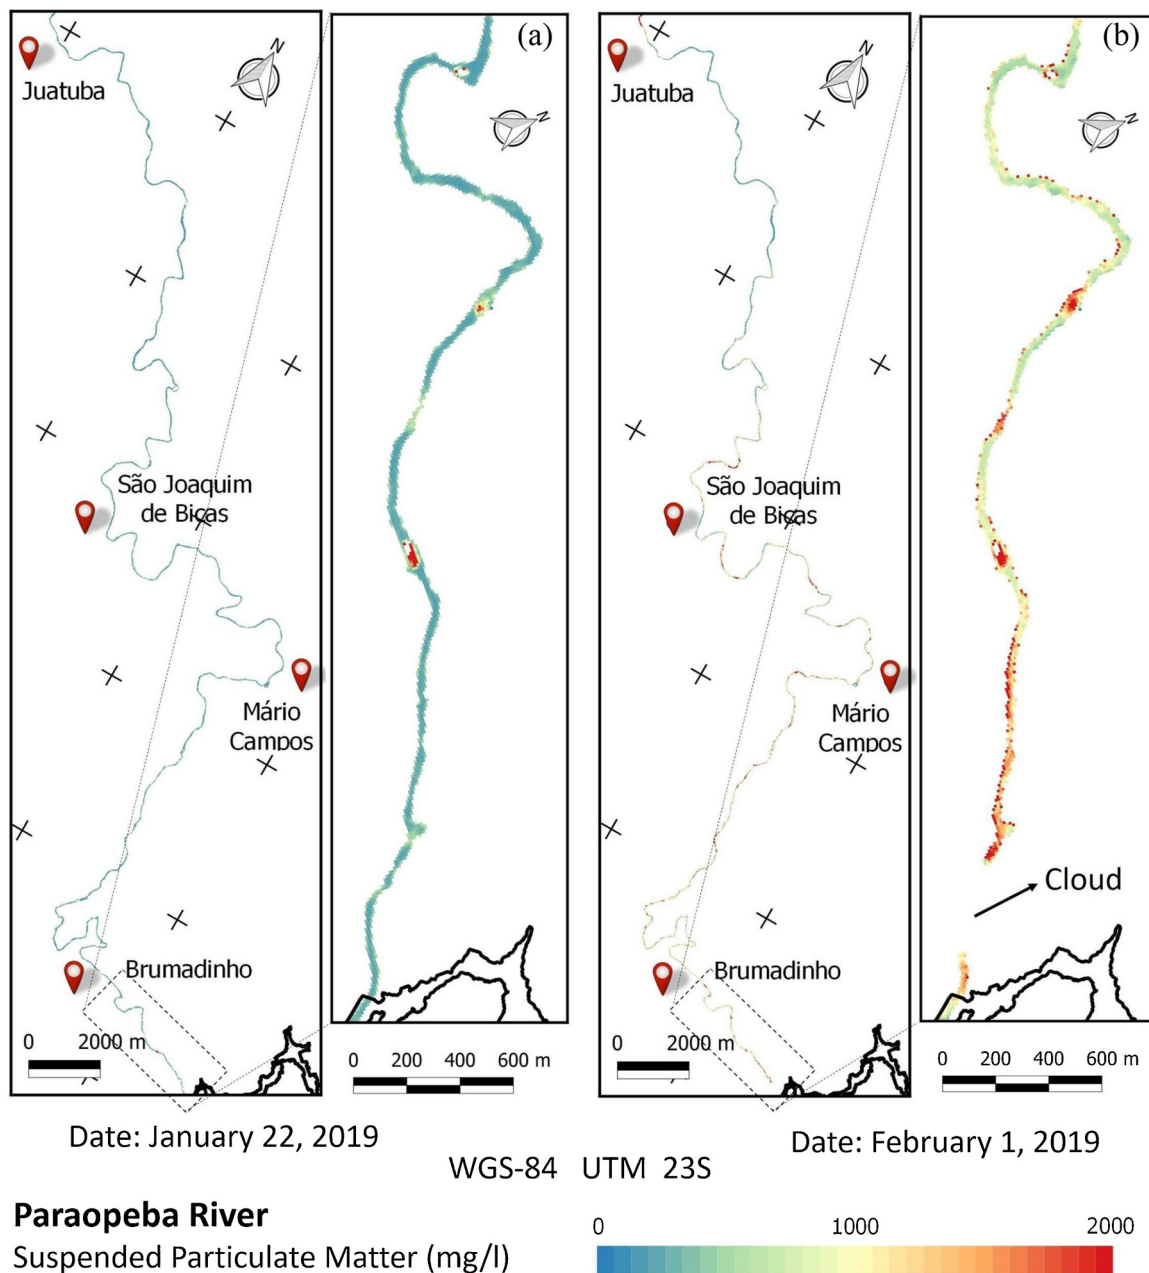 (a)
(b)
N
N
N
N
Juatuba
Juatuba
São Joaquim
de Biças
São Joaquim
de Biças
Mário
Campos
Mário
Campos
Cloud
Brumadinho
Brumadinho
0 2000 m
0 200 400 600 m
0 2000 m
0 200 400 600 m
Date: January 22, 2019
Date: February 1, 2019
WGS-84 UTM 23S
Paraopeba River
Suspended Particulate Matter (mg/l)
0 1000 2000